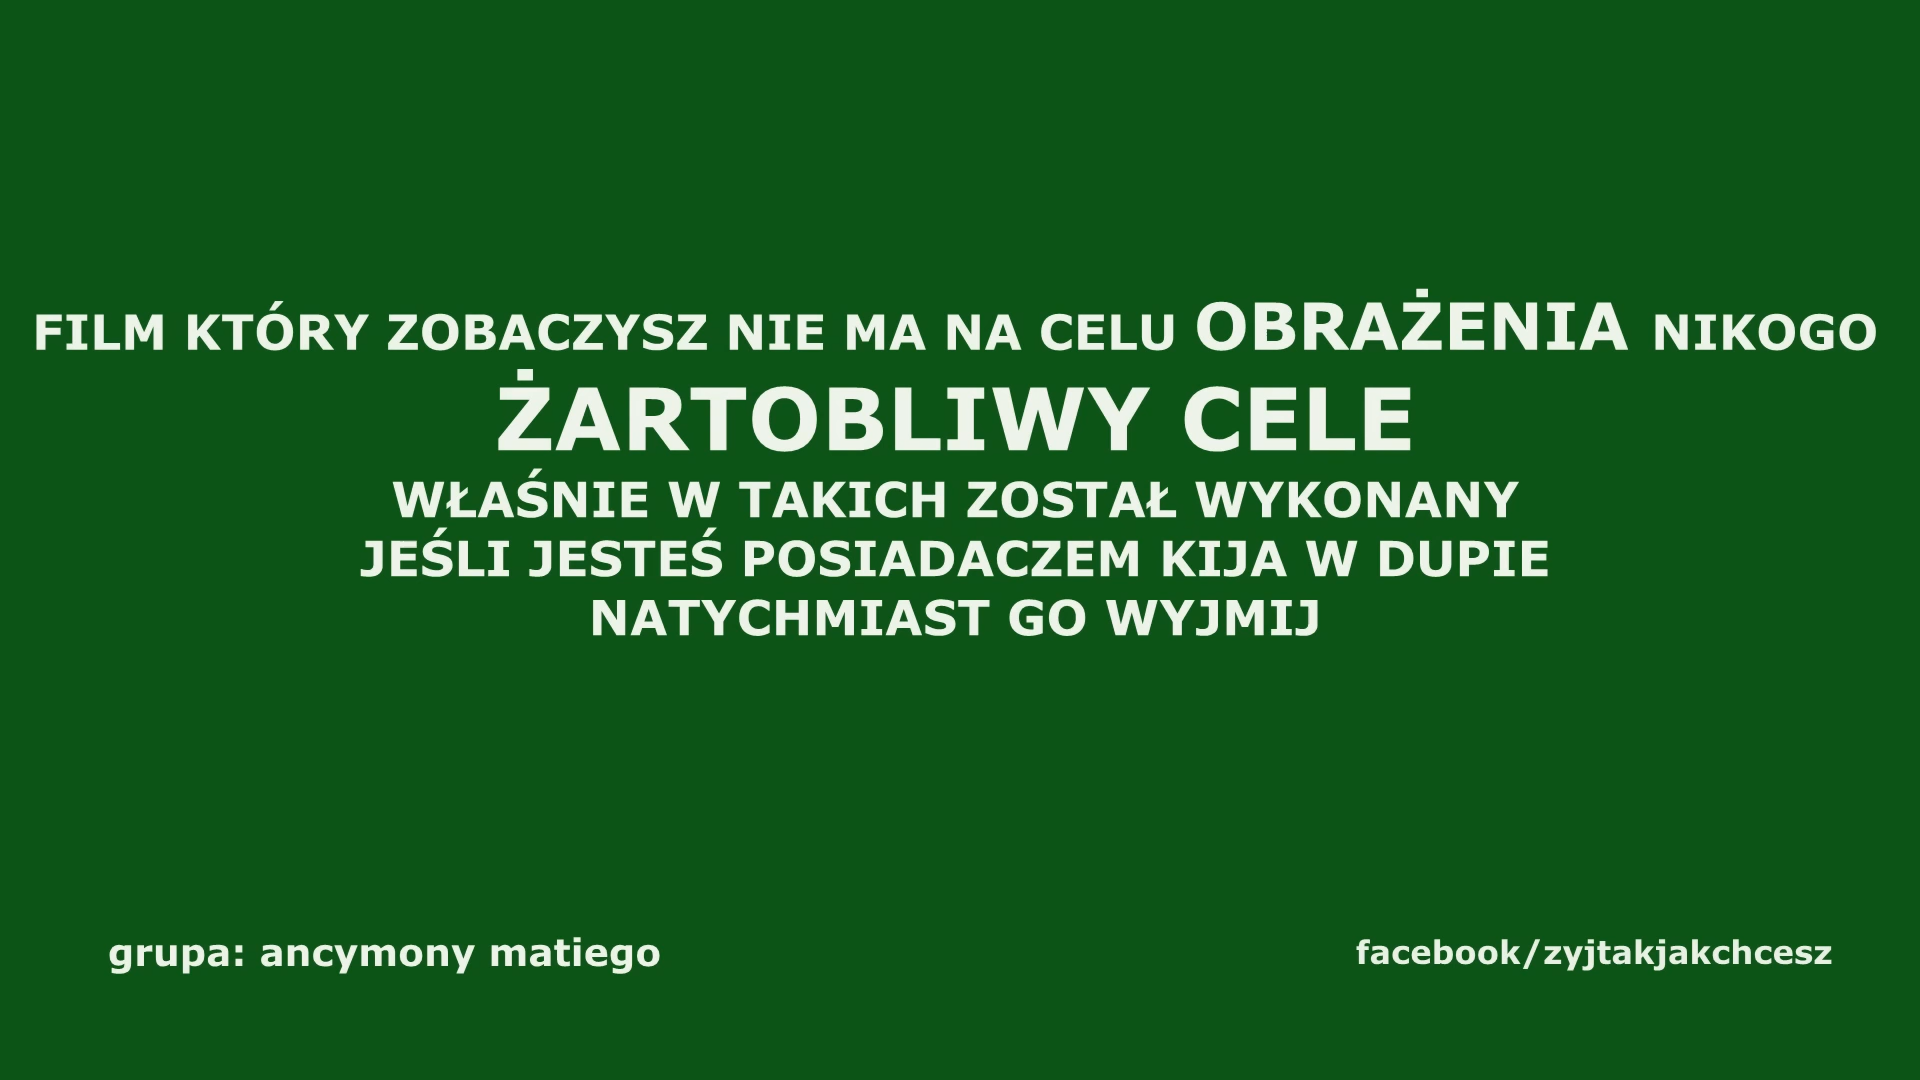 FILM KTÓRY ZOBACZYSZ NIE MA NA CELU OBRAŻENIA NIKOGO
ŻARTOBLIWY CELE
WŁAŚNIE W TAKICH ZOSTAŁ WYKONANY
JEŚLI JESTEŚ POSIADACZEM KIJA W DUPIE
NATYCHMIAST GO WYJMIJ
grupa: ancymony matiego
facebook/zyjtakjakchcesz